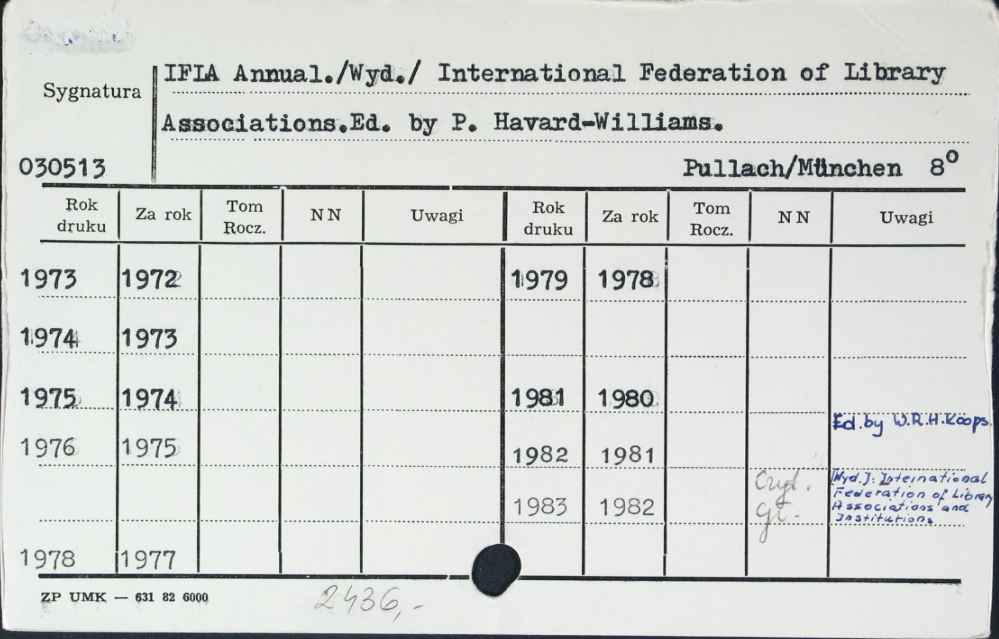 IFLA Annual./Wyd./ International Federation of Library
Sygnatura
Associations.Ed. by P. Havard-Williams.
030513 Pullach/München 8°
Rok druku Za rok Tom Rocz. NN Uwagi Rok druku Za rok Tom Rocz. NN Uwagi
1973 1972 1979 1978
1974 1973
1975 1974 1981 1980
Ed. by W.R.H. Koops.
1976 1975 1982 1981
[Wyd.]: International
Federation of Library
1983 1982 Associations and
Institutions
1978 1977
ZP UMK — 631 82 6000 2436,-